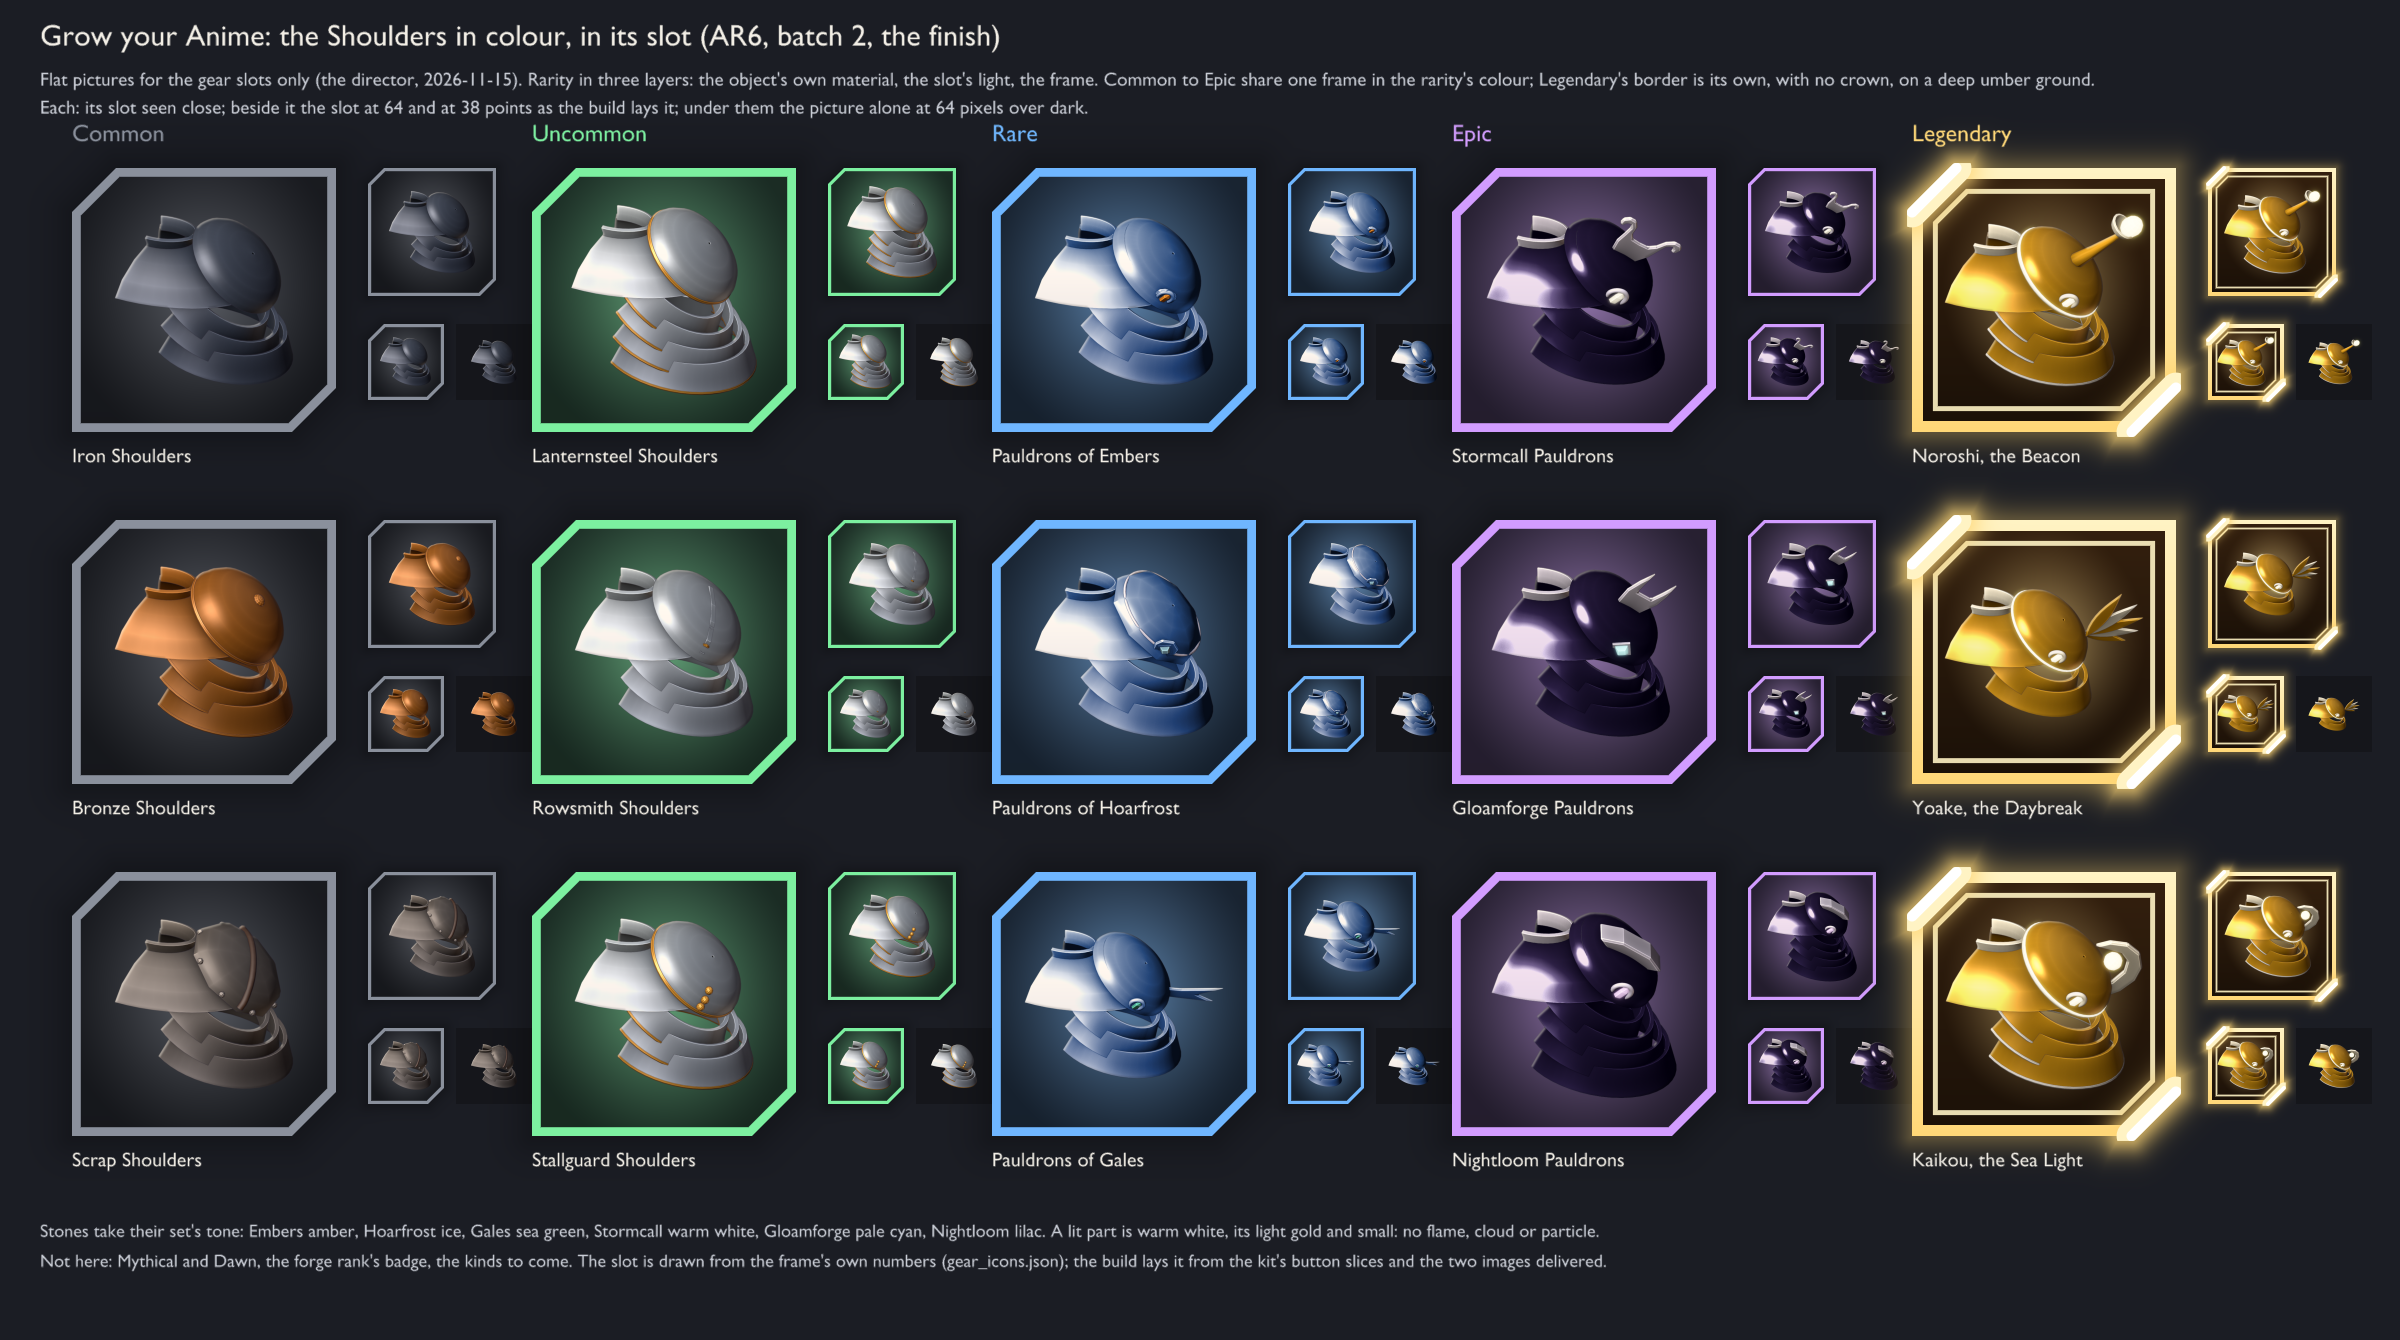 Grow your Anime: the Shoulders in colour, in its slot (AR6, batch 2, the finish)
Flat pictures for the gear slots only (the director, 2026-11-15). Rarity in three layers: the object's own material, the slot's light, the frame. Common to Epic share one frame in the rarity's colour; Legendary's border is its own, with no crown, on a deep umber ground.
Each: its slot seen close; beside it the slot at 64 and at 38 points as the build lays it; under them the picture alone at 64 pixels over dark.
Common
Uncommon
Rare
Epic
Legendary
Iron Shoulders
Lanternsteel Shoulders
Pauldrons of Embers
Stormcall Pauldrons
Noroshi, the Beacon
Bronze Shoulders
Rowsmith Shoulders
Pauldrons of Hoarfrost
Gloamforge Pauldrons
Yoake, the Daybreak
Scrap Shoulders
Stallguard Shoulders
Pauldrons of Gales
Nightloom Pauldrons
Kaikou, the Sea Light
Stones take their set's tone: Embers amber, Hoarfrost ice, Gales sea green, Stormcall warm white, Gloamforge pale cyan, Nightloom lilac. A lit part is warm white, its light gold and small: no flame, cloud or particle.
Not here: Mythical and Dawn, the forge rank's badge, the kinds to come. The slot is drawn from the frame's own numbers (gear_icons.json); the build lays it from the kit's button slices and the two images delivered.